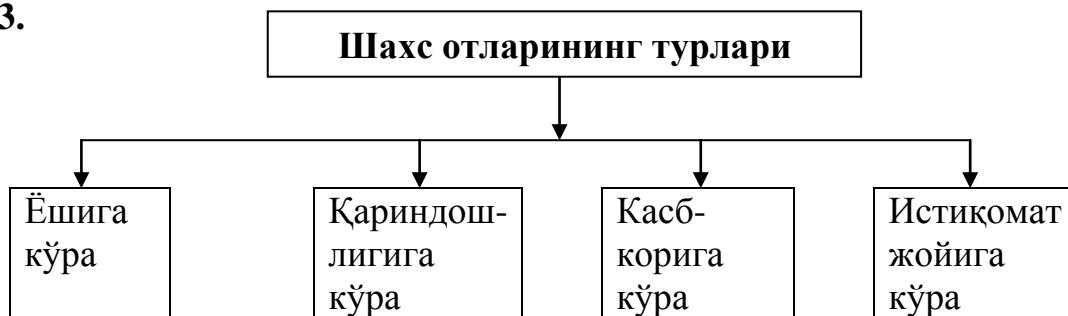 3.
Шахс отларининг турлари
Ёшига
кўра
Қариндош-
лигига
кўра
Касб-
корига
кўра
Истиқомат
жойига
кўра